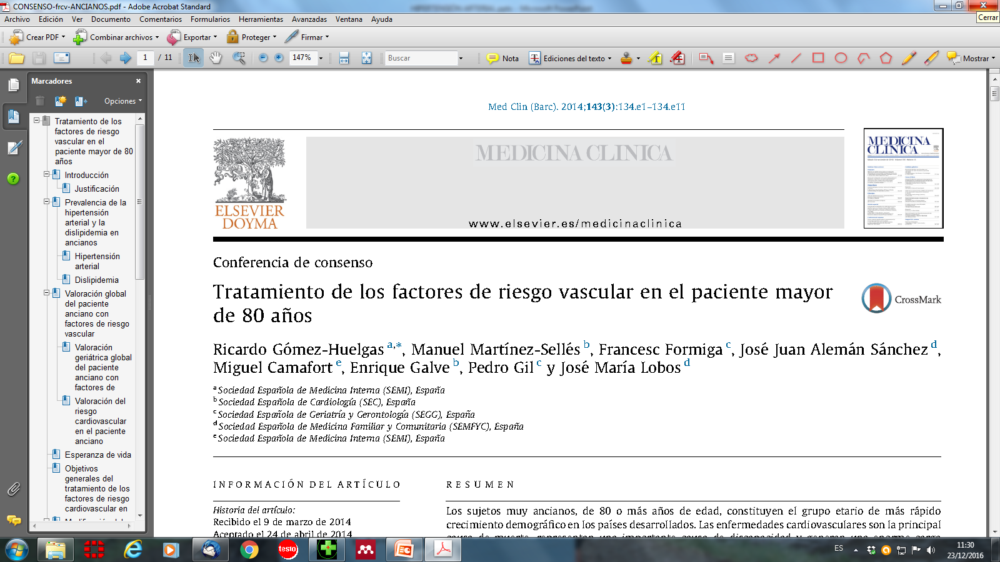 CONSENSO-frcv-ANCIANOS.pdf - Adobe Acrobat Standard
Cerrar
Archivo Edición Ver Documento Comentarios Formularios Herramientas Avanzadas Ventana Ayuda
Crear PDF Combinar archivos Exportar Proteger Firmar
1 / 11 147% Buscar Nota Ediciones del texto Mostrar
Marcadores
Opciones
Tratamiento de los
factores de riesgo
vascular en el
paciente mayor de 80
años
Introducción
Justificación
Prevalencia de la
hipertensión
arterial y la
dislipidemia en
ancianos
Hipertensión
arterial
Dislipidemia
Valoración global
del paciente
anciano con
factores de riesgo
vascular
Valoración
geriátrica global
del paciente
anciano con
factores de
Valoración del
riesgo
cardiovascular
en el paciente
anciano
Esperanza de vida
Objetivos
generales del
tratamiento de los
factores de riesgo
cardiovascular en
Med Clin (Barc). 2014;143(3):134.e1–134.e11
ELSEVIER
DOYMA
MEDICINA CLINICA
www.elsevier.es/medicinaclinica
MEDICINA
CLINICA
Conferencia de consenso
Tratamiento de los factores de riesgo vascular en el paciente mayor
de 80 años
CrossMark
Ricardo Gómez-Huelgas a,*, Manuel Martínez-Sellés b, Francesc Formiga c, José Juan Alemán Sánchez d,
Miguel Camafort e, Enrique Galve b, Pedro Gil c y José María Lobos d
a Sociedad Española de Medicina Interna (SEMI), España
b Sociedad Española de Cardiología (SEC), España
c Sociedad Española de Geriatría y Gerontología (SEGG), España
d Sociedad Española de Medicina Familiar y Comunitaria (SEMFYC), España
e Sociedad Española de Medicina Interna (SEMI), España
INFORMACIÓN DEL ARTÍCULO
Historia del artículo:
Recibido el 9 de marzo de 2014
Aceptado el 24 de abril de 2014
RESUMEN
Los sujetos muy ancianos, de 80 o más años de edad, constituyen el grupo etario de más rápido
crecimiento demográfico en los países desarrollados. Las enfermedades cardiovasculares son la principal
causa de muerte, representan una importante causa de discapacidad y generan una enorme carga
testo
ES
11:30
23/12/2016